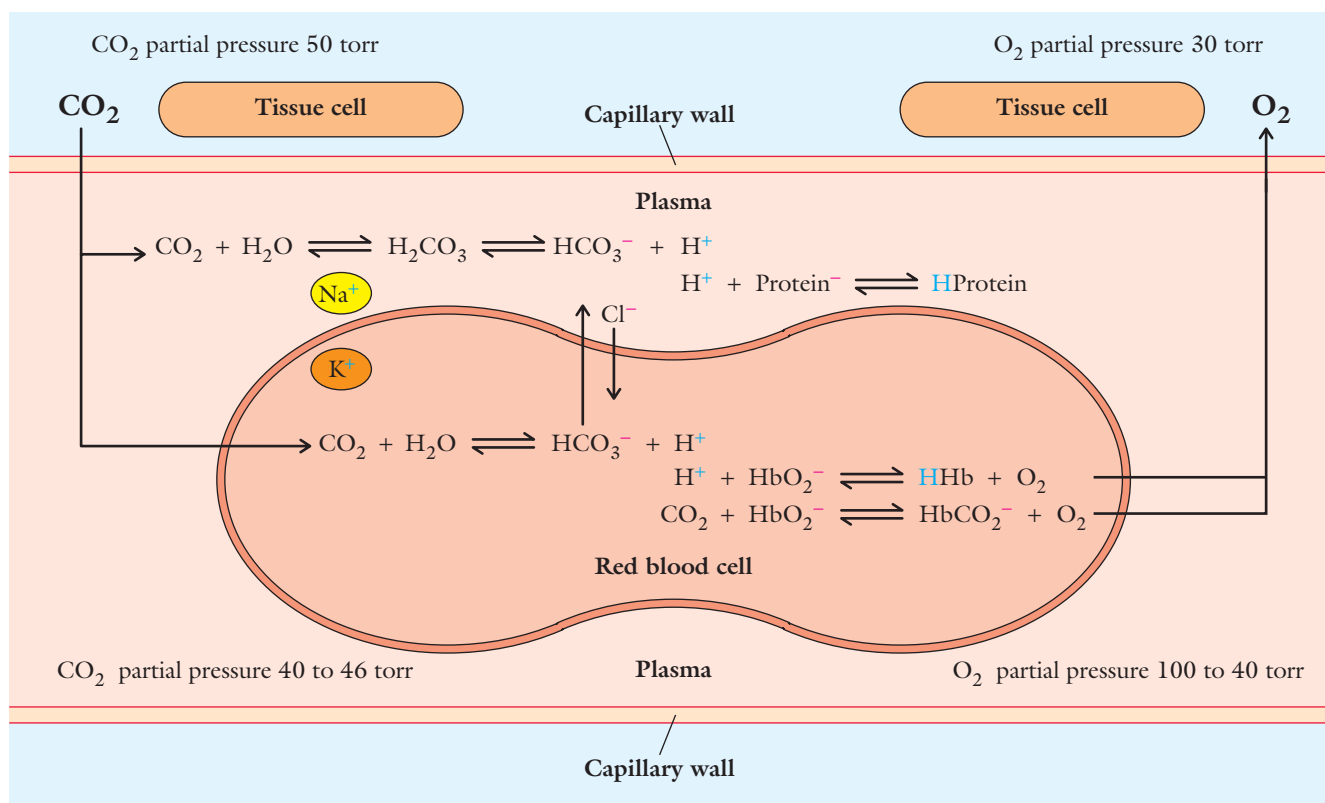 CO₂ partial pressure 50 torr
O₂ partial pressure 30 torr
CO₂
Tissue cell
Capillary wall
Tissue cell
O₂
Plasma
CO₂ + H₂O ⇌ H₂CO₃ ⇌ HCO₃⁻ + H⁺
H⁺ + Protein⁻ ⇌ HProtein
Na⁺
Cl⁻
K⁺
CO₂ + H₂O ⇌ HCO₃⁻ + H⁺
H⁺ + HbO₂⁻ ⇌ HHb + O₂
CO₂ + HbO₂⁻ ⇌ HbCO₂⁻ + O₂
Red blood cell
CO₂ partial pressure 40 to 46 torr
Plasma
O₂ partial pressure 100 to 40 torr
Capillary wall